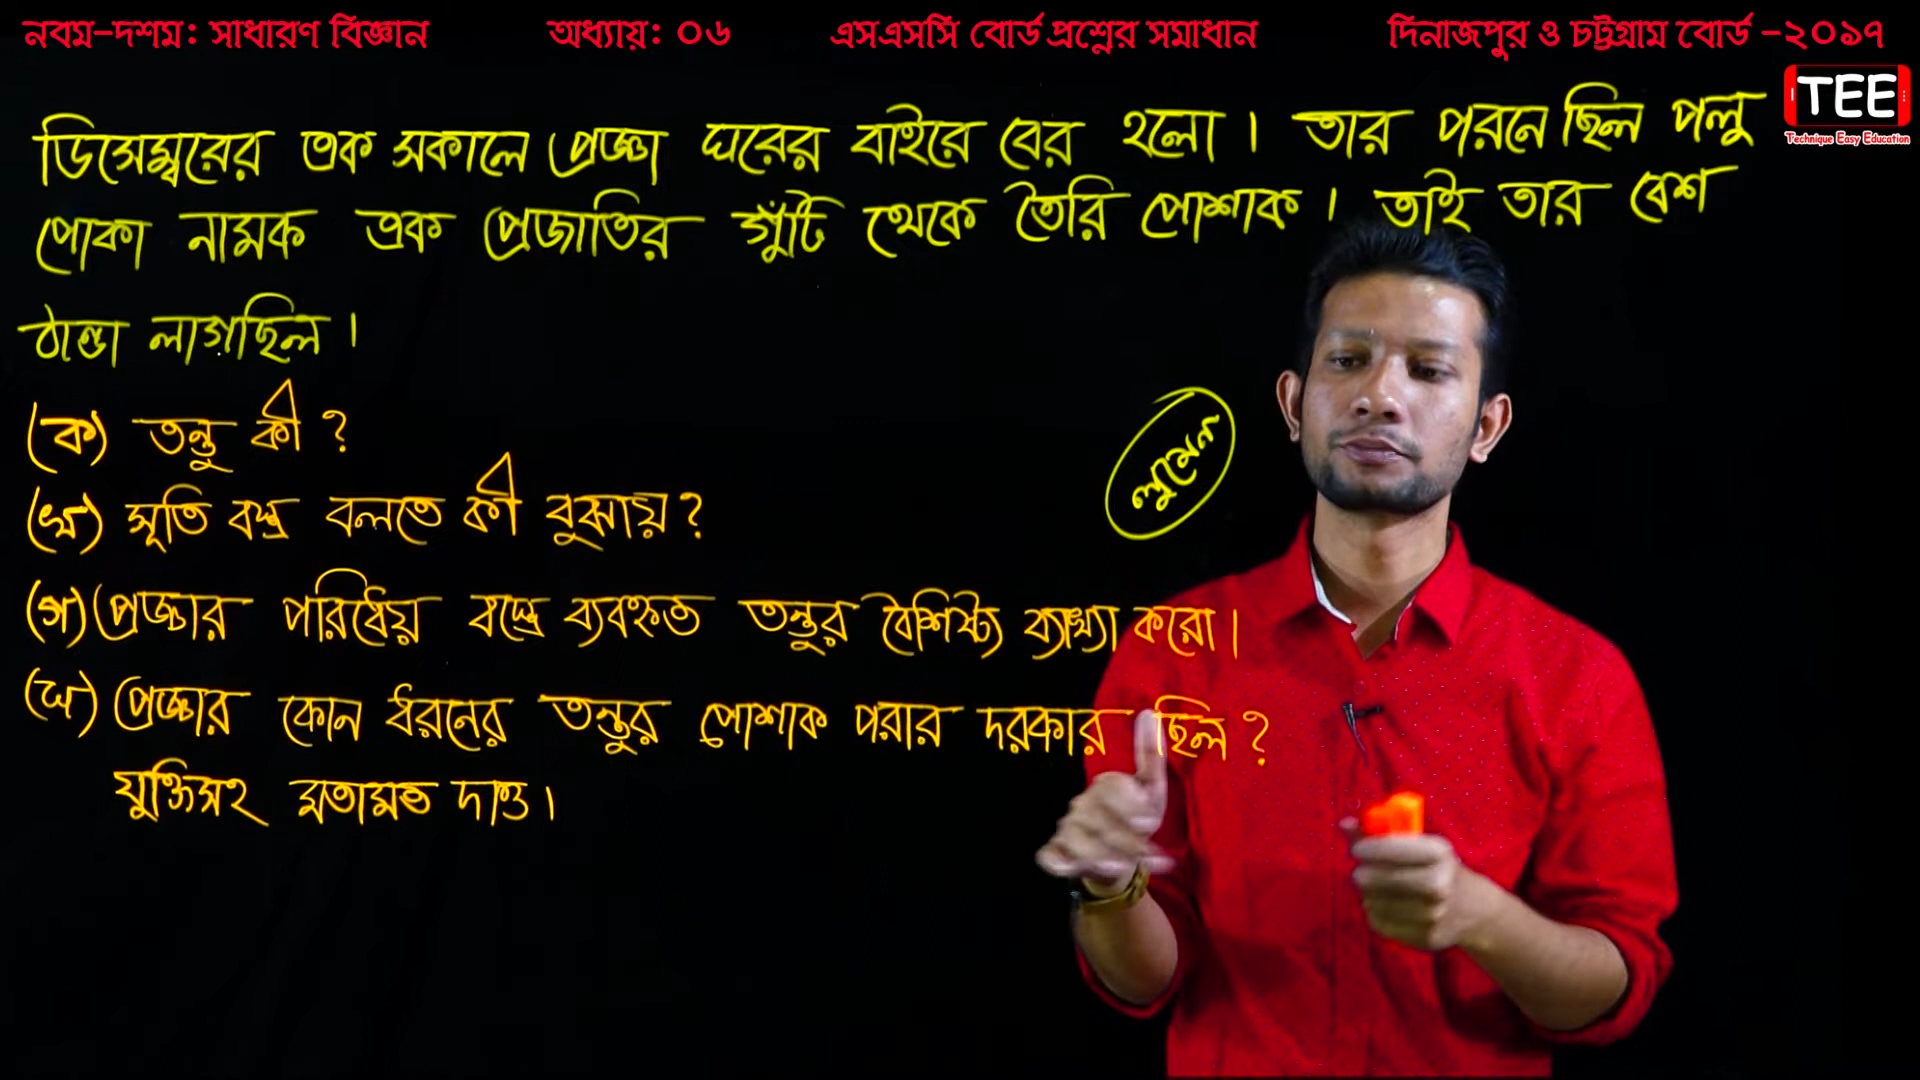 নবম-দশম: সাধারণ বিজ্ঞান অধ্যায়: ০৬ এসএসসি বোর্ড প্রশ্নের সমাধান দিনাজপুর ও চট্টগ্রাম বোর্ড -২০১৭
TEE
Technique Easy Education
ডিসেম্বরের এক সকালে প্রজ্ঞা ঘরের বাইরে বের হলো। তার পরনে ছিল পলু
পোকা নামক এক প্রজাতির গুঁটি থেকে তৈরি পোশাক। তাই তার বেশ
ঠান্ডা লাগছিল।
(ক) তন্তু কী?
(খ) সূতি বস্ত্র বলতে কী বুঝায়?
লুমেন
(গ) প্রজ্ঞার পরিধেয় বস্ত্রে ব্যবহৃত তন্তুর বৈশিষ্ট্য ব্যাখ্যা করো।
(ঘ) প্রজ্ঞার কোন ধরনের তন্তুর পোশাক পরার দরকার ছিল?
যুক্তিসহ মতামত দাও।